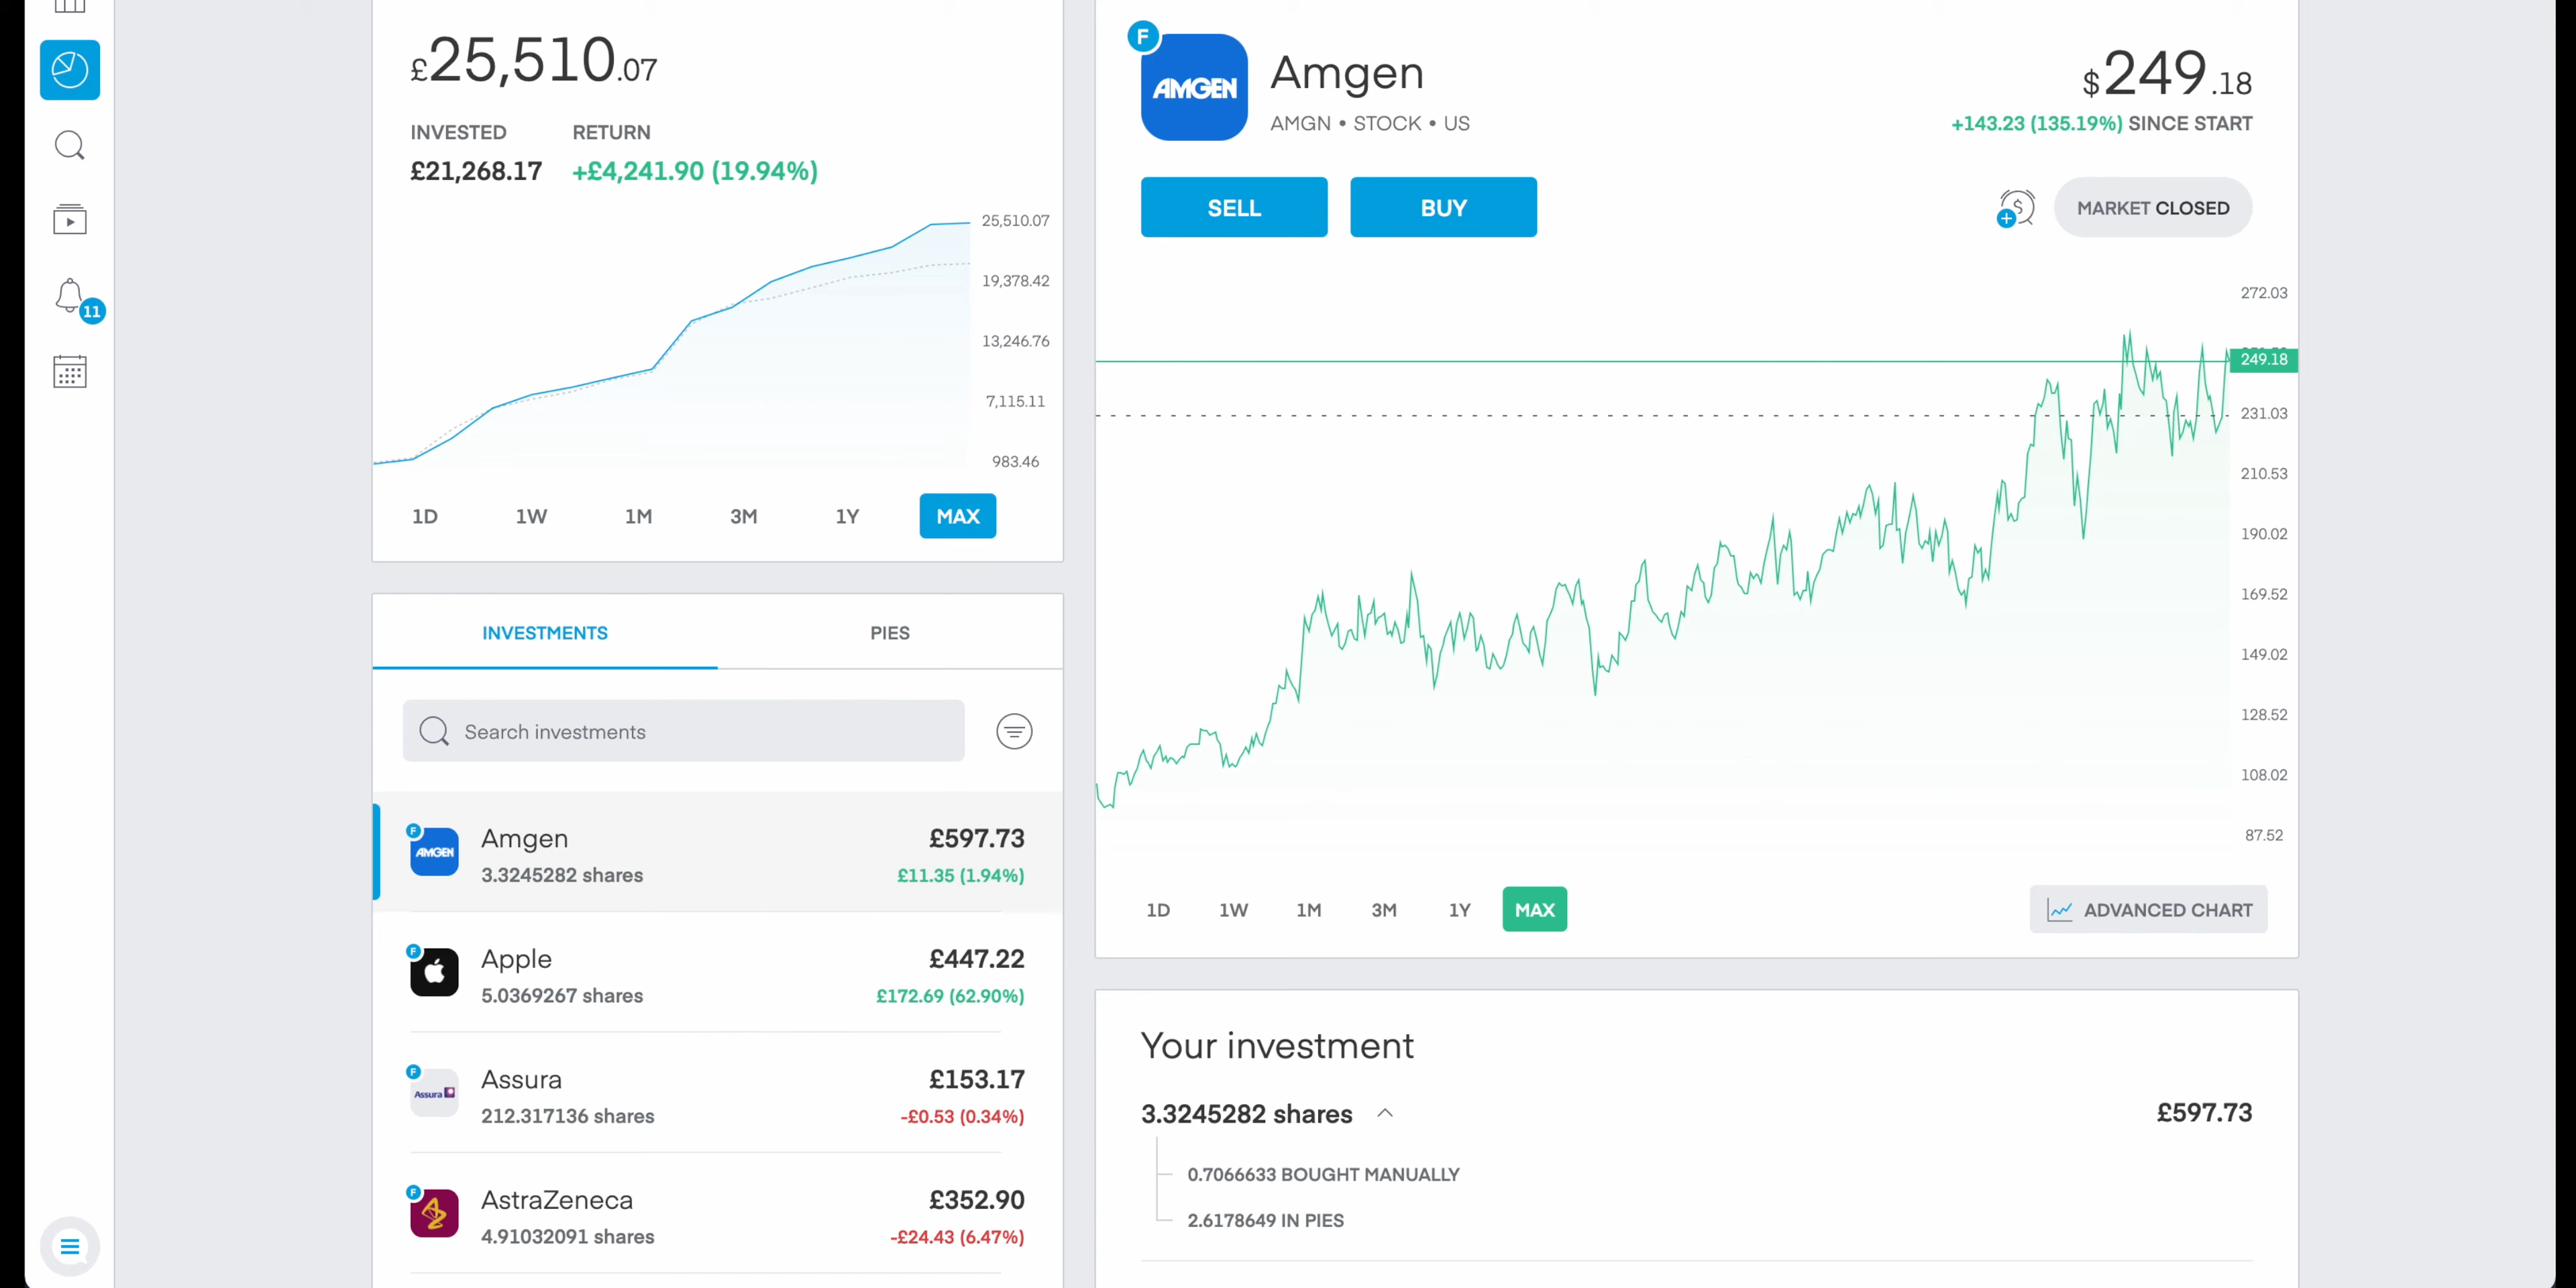 £25,510.07
INVESTED RETURN
£21,268.17 +£4,241.90 (19.94%)
25,510.07
19,378.42
13,246.76
7,115.11
983.46
1D 1W 1M 3M 1Y MAX
11
INVESTMENTS PIES
Search investments
F
AMGEN
Amgen £597.73
3.3245282 shares £11.35 (1.94%)
F
Apple £447.22
5.0369267 shares £172.69 (62.90%)
F
Assura
Assura £153.17
212.317136 shares -£0.53 (0.34%)
F
AstraZeneca £352.90
4.91032091 shares -£24.43 (6.47%)
F
AMGEN
Amgen $249.18
AMGN • STOCK • US +143.23 (135.19%) SINCE START
SELL BUY $ MARKET CLOSED
272.03
249.18
231.03
210.53
190.02
169.52
149.02
128.52
108.02
87.52
1D 1W 1M 3M 1Y MAX ADVANCED CHART
Your investment
3.3245282 shares £597.73
0.7066633 BOUGHT MANUALLY
2.6178649 IN PIES